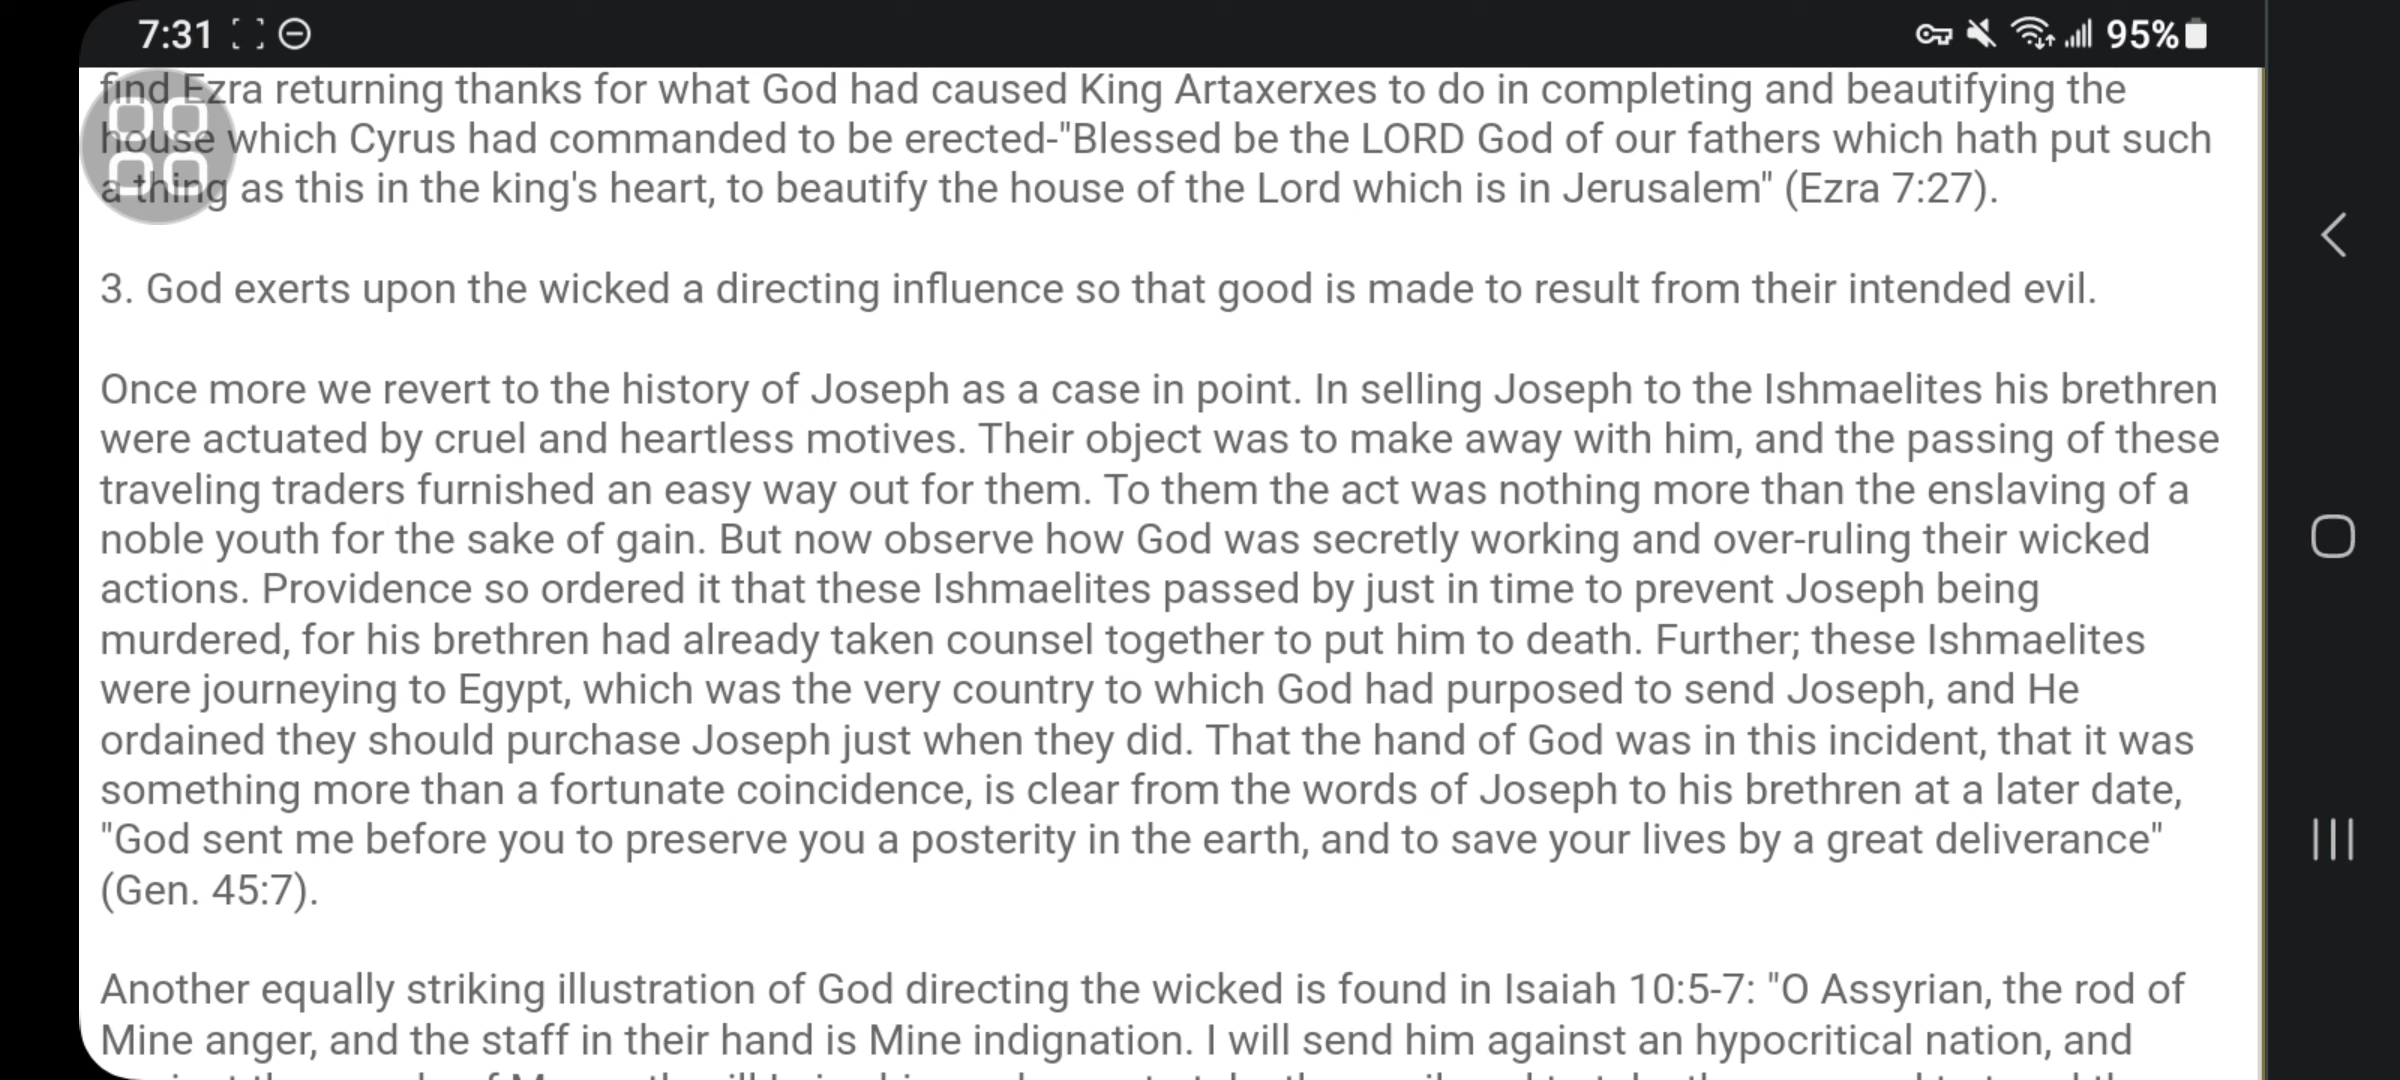 7:31
95%
find Ezra returning thanks for what God had caused King Artaxerxes to do in completing and beautifying the
house which Cyrus had commanded to be erected-"Blessed be the LORD God of our fathers which hath put such
a thing as this in the king's heart, to beautify the house of the Lord which is in Jerusalem" (Ezra 7:27).
3. God exerts upon the wicked a directing influence so that good is made to result from their intended evil.
Once more we revert to the history of Joseph as a case in point. In selling Joseph to the Ishmaelites his brethren
were actuated by cruel and heartless motives. Their object was to make away with him, and the passing of these
traveling traders furnished an easy way out for them. To them the act was nothing more than the enslaving of a
noble youth for the sake of gain. But now observe how God was secretly working and over-ruling their wicked
actions. Providence so ordered it that these Ishmaelites passed by just in time to prevent Joseph being
murdered, for his brethren had already taken counsel together to put him to death. Further; these Ishmaelites
were journeying to Egypt, which was the very country to which God had purposed to send Joseph, and He
ordained they should purchase Joseph just when they did. That the hand of God was in this incident, that it was
something more than a fortunate coincidence, is clear from the words of Joseph to his brethren at a later date,
"God sent me before you to preserve you a posterity in the earth, and to save your lives by a great deliverance"
(Gen. 45:7).
Another equally striking illustration of God directing the wicked is found in Isaiah 10:5-7: "O Assyrian, the rod of
Mine anger, and the staff in their hand is Mine indignation. I will send him against an hypocritical nation, and